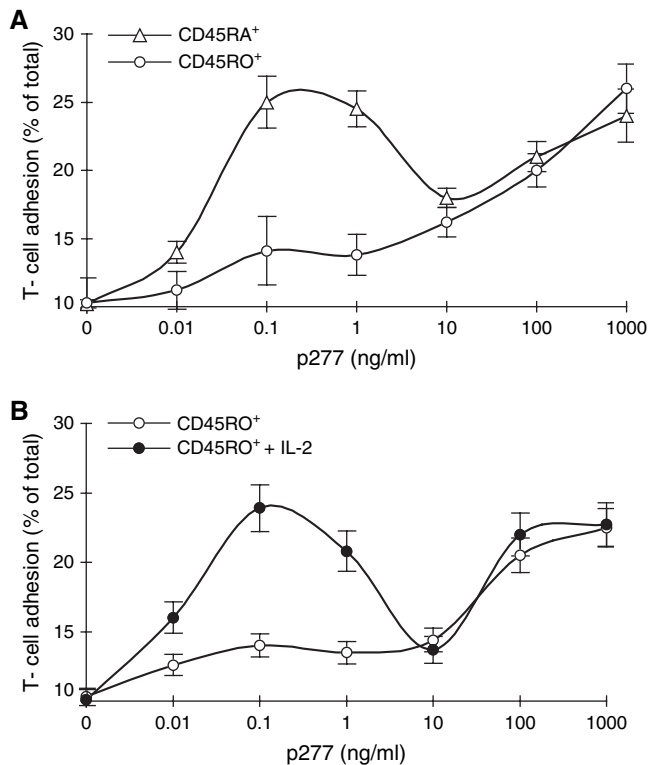 A
CD45RA⁺
CD45RO⁺
T- cell adhesion (% of total)
30
25
20
15
10
0 0.01 0.1 1 10 100 1000
p277 (ng/ml)
B
CD45RO⁺
CD45RO⁺ + IL-2
T- cell adhesion (% of total)
30
25
20
15
10
0 0.01 0.1 1 10 100 1000
p277 (ng/ml)